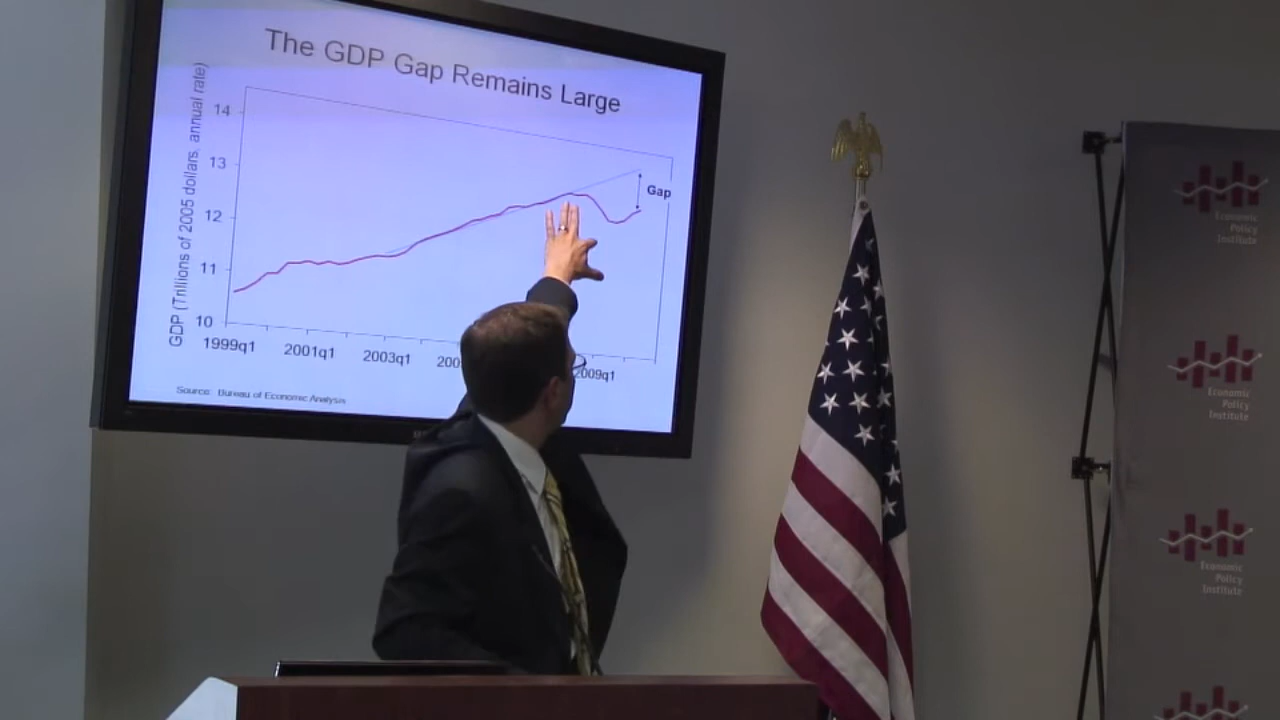 The GDP Gap Remains Large
GDP (Trillions of 2005 dollars, annual rate)
14
13
12
11
10
Gap
1999q1
2001q1
2003q1
2009q1
Source: Bureau of Economic Analysis
Economic
Policy
Institute
Economic
Policy
Institute
Economic
Policy
Institute